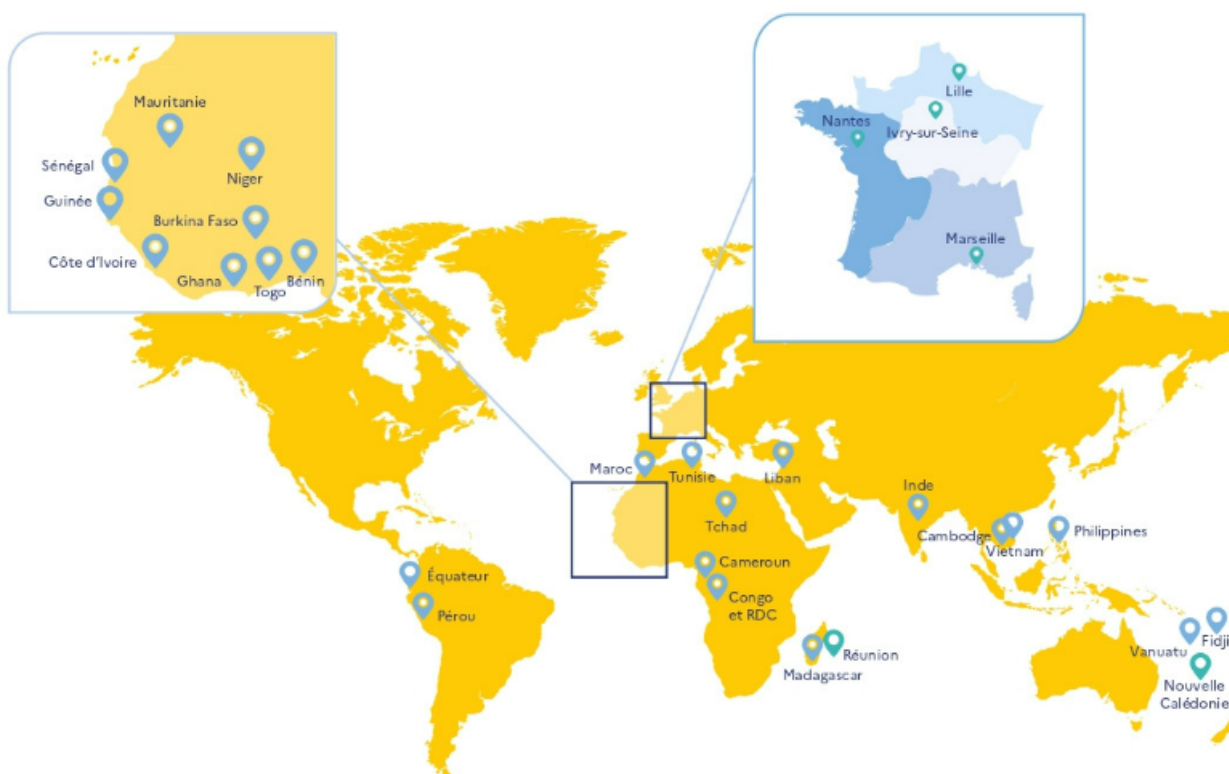 Mauritanie
Sénégal
Niger
Guinée
Burkina Faso
Côte d'Ivoire
Ghana
Togo
Bénin
Lille
Nantes
Ivry-sur-Seine
Marseille
Maroc
Tunisie
Liban
Tchad
Inde
Cambodge
Vietnam
Philippines
Cameroun
Équateur
Congo
et RDC
Pérou
Réunion
Madagascar
Fidji
Vanuatu
Nouvelle
Calédonie